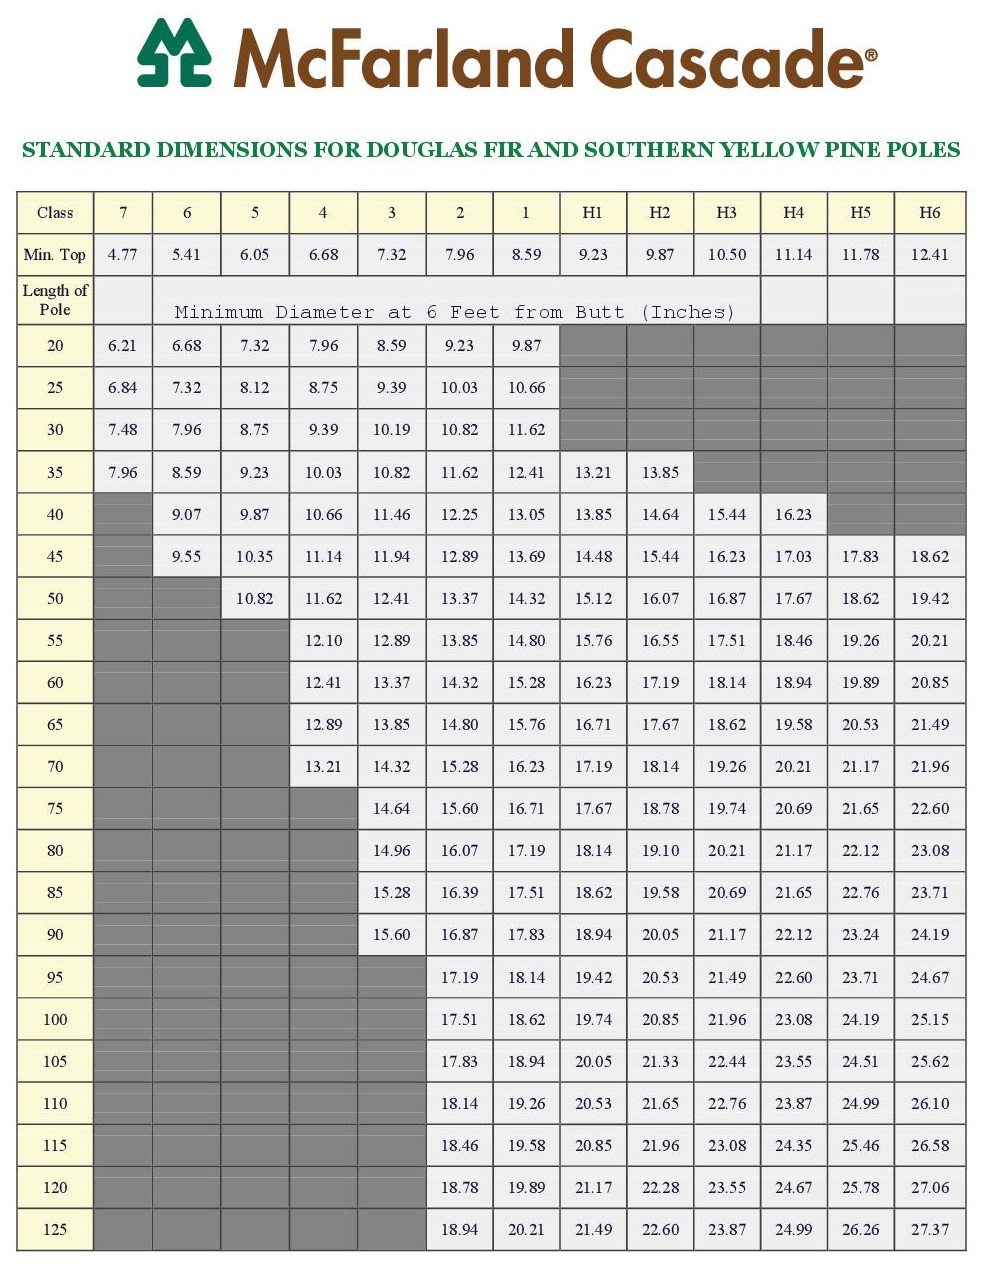 McFarland Cascade®
STANDARD DIMENSIONS FOR DOUGLAS FIR AND SOUTHERN YELLOW PINE POLES
Class 7 6 5 4 3 2 1 H1 H2 H3 H4 H5 H6
Min. Top 4.77 5.41 6.05 6.68 7.32 7.96 8.59 9.23 9.87 10.50 11.14 11.78 12.41
Length of
Pole
Minimum Diameter at 6 Feet from Butt (Inches)
20 6.21 6.68 7.32 7.96 8.59 9.23 9.87
25 6.84 7.32 8.12 8.75 9.39 10.03 10.66
30 7.48 7.96 8.75 9.39 10.19 10.82 11.62
35 7.96 8.59 9.23 10.03 10.82 11.62 12.41 13.21 13.85
40 9.07 9.87 10.66 11.46 12.25 13.05 13.85 14.64 15.44 16.23
45 9.55 10.35 11.14 11.94 12.89 13.69 14.48 15.44 16.23 17.03 17.83 18.62
50 10.82 11.62 12.41 13.37 14.32 15.12 16.07 16.87 17.67 18.62 19.42
55 12.10 12.89 13.85 14.80 15.76 16.55 17.51 18.46 19.26 20.21
60 12.41 13.37 14.32 15.28 16.23 17.19 18.14 18.94 19.89 20.85
65 12.89 13.85 14.80 15.76 16.71 17.67 18.62 19.58 20.53 21.49
70 13.21 14.32 15.28 16.23 17.19 18.14 19.26 20.21 21.17 21.96
75 14.64 15.60 16.71 17.67 18.78 19.74 20.69 21.65 22.60
80 14.96 16.07 17.19 18.14 19.10 20.21 21.17 22.12 23.08
85 15.28 16.39 17.51 18.62 19.58 20.69 21.65 22.76 23.71
90 15.60 16.87 17.83 18.94 20.05 21.17 22.12 23.24 24.19
95 17.19 18.14 19.42 20.53 21.49 22.60 23.71 24.67
100 17.51 18.62 19.74 20.85 21.96 23.08 24.19 25.15
105 17.83 18.94 20.05 21.33 22.44 23.55 24.51 25.62
110 18.14 19.26 20.53 21.65 22.76 23.87 24.99 26.10
115 18.46 19.58 20.85 21.96 23.08 24.35 25.46 26.58
120 18.78 19.89 21.17 22.28 23.55 24.67 25.78 27.06
125 18.94 20.21 21.49 22.60 23.87 24.99 26.26 27.37